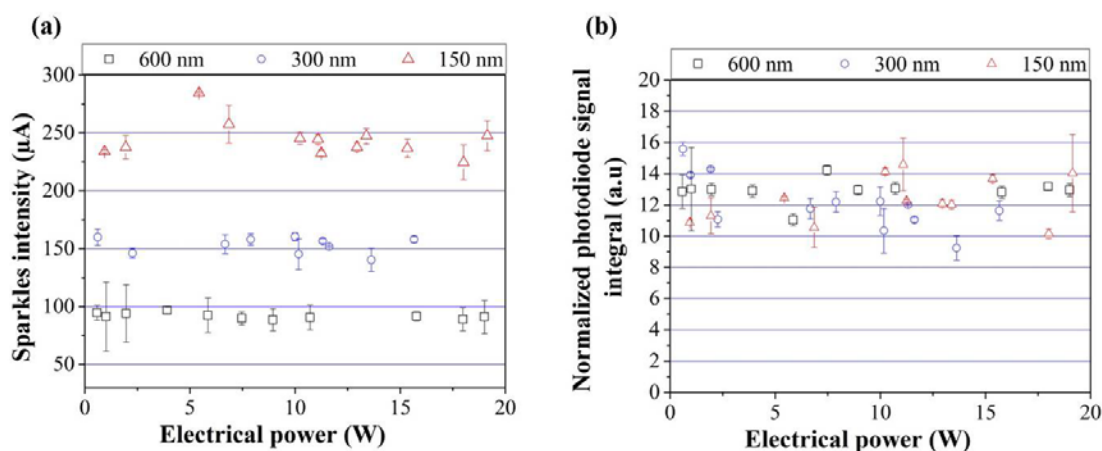 (a)
600 nm 300 nm 150 nm
300
250
200
150
100
50
0 5 10 15 20
Sparkles intensity (µA)
Electrical power (W)
(b)
600 nm 300 nm 150 nm
20
18
16
14
12
10
8
6
4
2
0
0 5 10 15 20
Normalized photodiode signal
integral (a.u)
Electrical power (W)